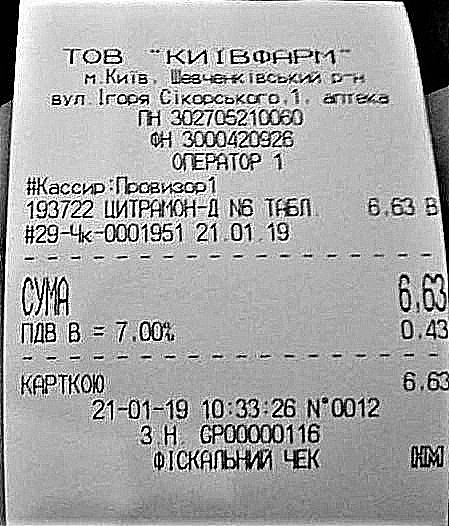 ТОВ "КИЇВФАРМ"
м.Київ, Шевченківський р-н
вул.Ігоря Сікорського,1, аптека
ПН 302705210060
ФН 3000420926
ОПЕРАТОР 1
#Кассир:Провизор1
193722 ЦИТРАМОН-Д N6 ТАБЛ. 6,63 В
#29-Чк-0001951 21.01.19
СУМА 6,63
ПДВ В = 7,00% 0,43
КАРТКОЮ 6,63
21-01-19 10:33:26 N°0012
З.Н. GP00000116
ФІСКАЛЬНИЙ ЧЕК НМ